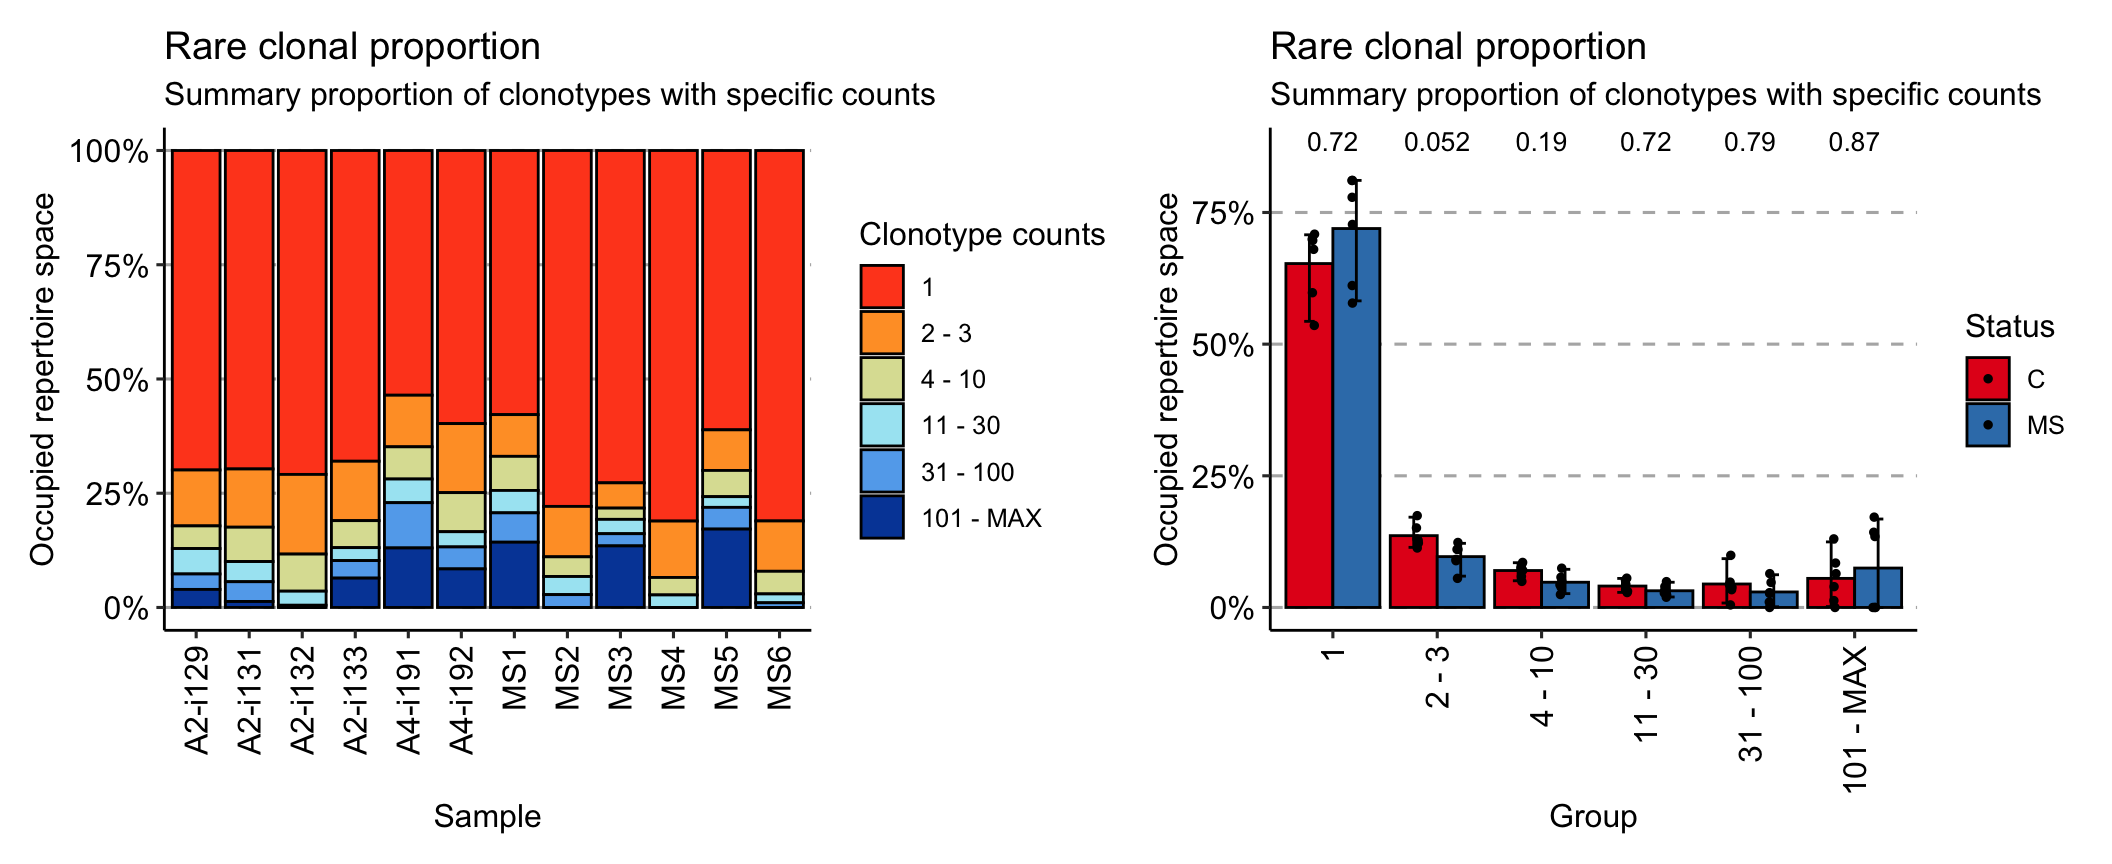 Rare clonal proportion
Summary proportion of clonotypes with specific counts
Occupied repertoire space
100%
75%
50%
25%
0%
A2-i129
A2-i131
A2-i132
A2-i133
A4-i191
A4-i192
MS1
MS2
MS3
MS4
MS5
MS6
Sample
Clonotype counts
1
2 - 3
4 - 10
11 - 30
31 - 100
101 - MAX
Rare clonal proportion
Summary proportion of clonotypes with specific counts
0.72 0.052 0.19 0.72 0.79 0.87
Occupied repertoire space
75%
50%
25%
0%
1
2 - 3
4 - 10
11 - 30
31 - 100
101 - MAX
Group
Status
C
MS